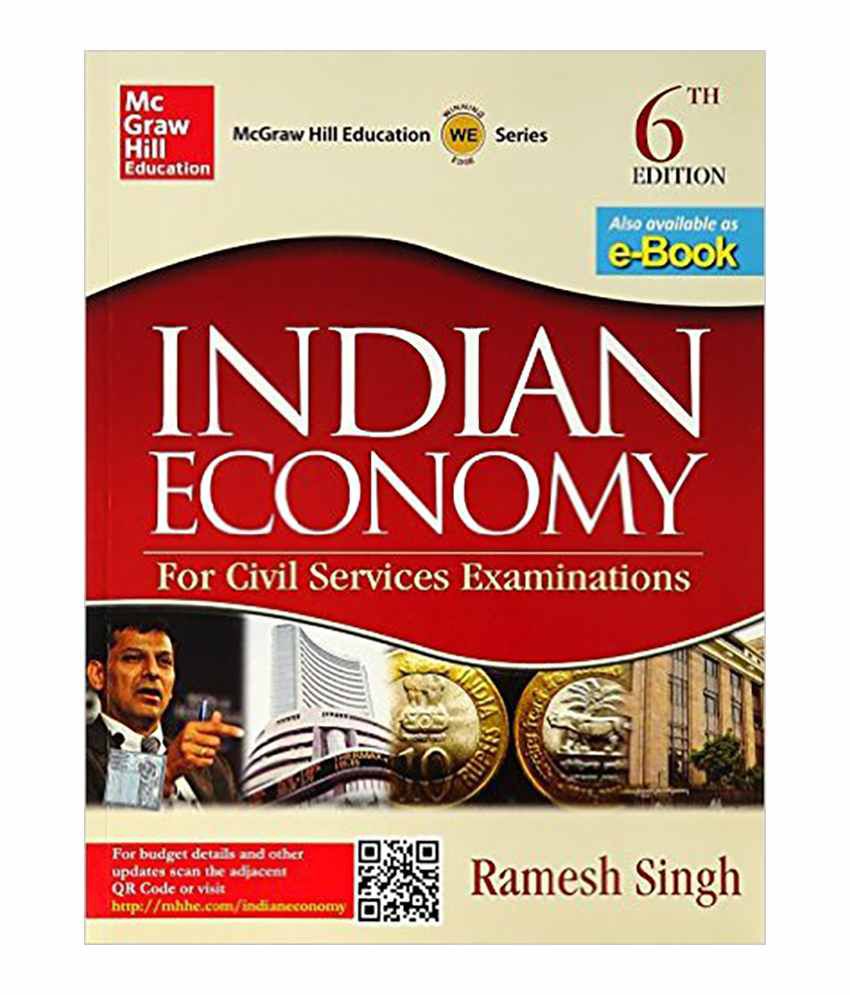 Mc
Graw
Hill
Education
McGraw Hill Education
WINNING
WE
EDGE
Series
6TH
EDITION
Also available as
e-Book
INDIAN
ECONOMY
For Civil Services Examinations
INDIA
10
RUPEES
For budget details and other
updates scan the adjacent
QR Code or visit
http://mhhe.com/indianeconomy
Ramesh Singh